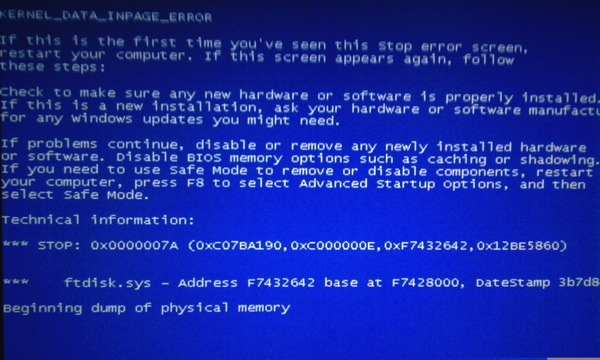 KERNEL_DATA_INPAGE_ERROR
If this is the first time you've seen this Stop error screen,
restart your computer. If this screen appears again, follow
these steps:
Check to make sure any new hardware or software is properly installed.
If this is a new installation, ask your hardware or software manufactu
for any Windows updates you might need.
If problems continue, disable or remove any newly installed hardware
or software. Disable BIOS memory options such as caching or shadowing.
If you need to use Safe Mode to remove or disable components, restart
your computer, press F8 to select Advanced Startup Options, and then
select Safe Mode.
Technical information:
*** STOP: 0x0000007A (0xC07BA190,0xC000000E,0xF7432642,0x12BE5860)
*** ftdisk.sys - Address F7432642 base at F7428000, DateStamp 3b7d8
Beginning dump of physical memory